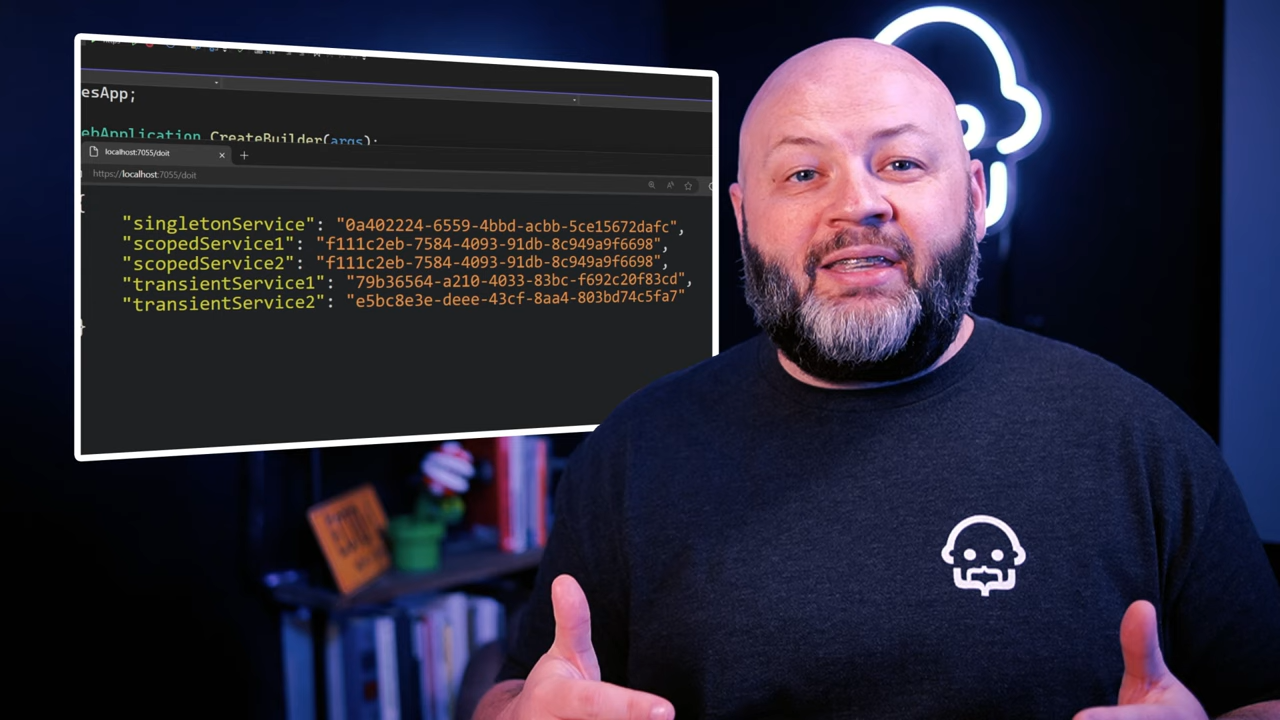 esApp;
ebApplication.CreateBuilder(args);
localhost:7055/doit
https://localhost:7055/doit
{
"singletonService": "0a402224-6559-4bbd-acbb-5ce15672dafc",
"scopedService1": "f111c2eb-7584-4093-91db-8c949a9f6698",
"scopedService2": "f111c2eb-7584-4093-91db-8c949a9f6698",
"transientService1": "79b36564-a210-4033-83bc-f692c20f83cd",
"transientService2": "e5bc8e3e-deee-43cf-8aa4-803bd74c5fa7"
}